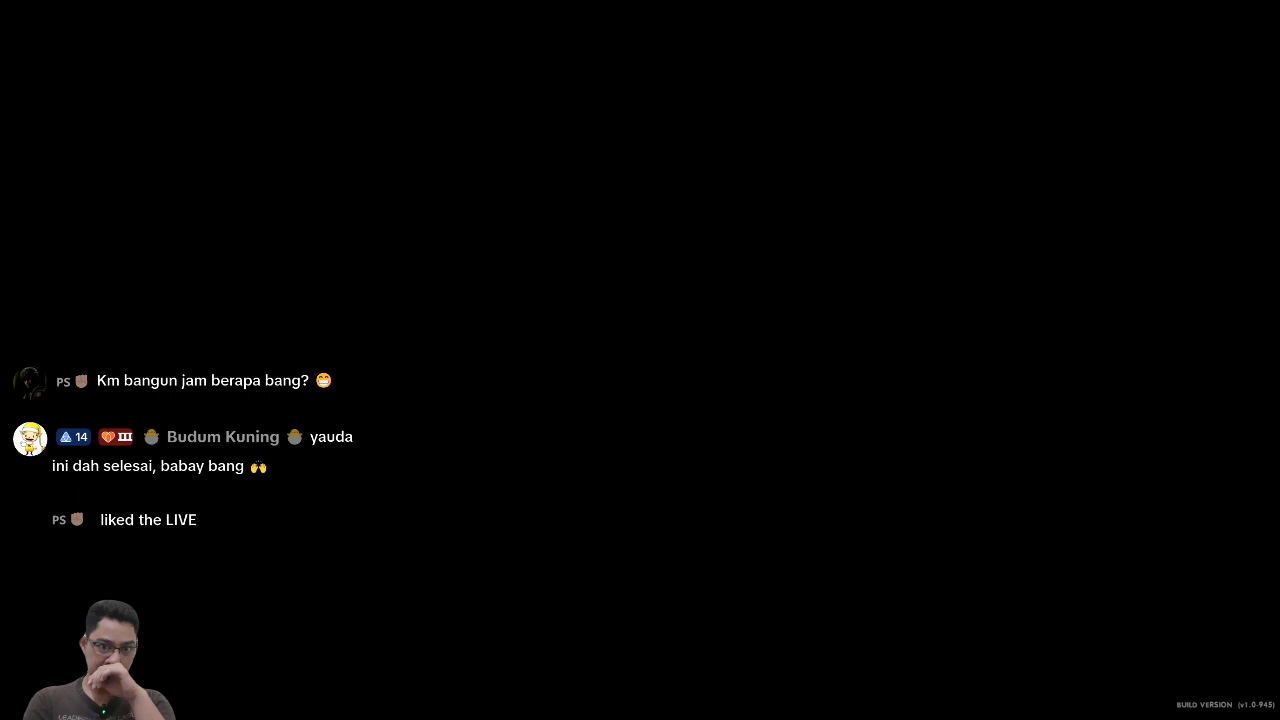 PS ✊🏽 Km bangun jam berapa bang? 😁
14 III Budum Kuning yauda
ini dah selesai, babay bang 🙌
PS ✊🏽 liked the LIVE
BUILD VERSION (v1.0-945)